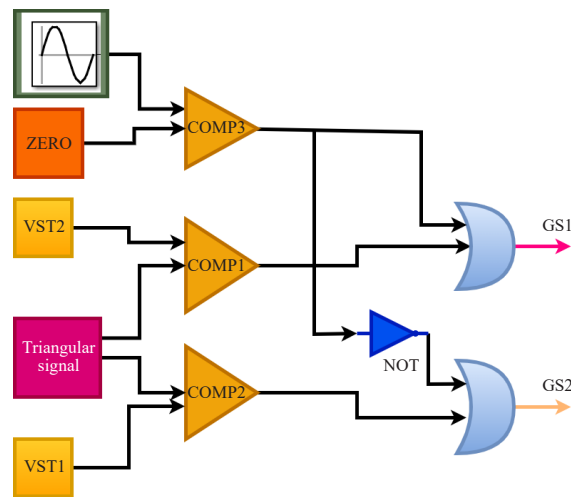 ZERO
COMP3
VST2
COMP1
GS1
Triangular
signal
NOT
COMP2
GS2
VST1